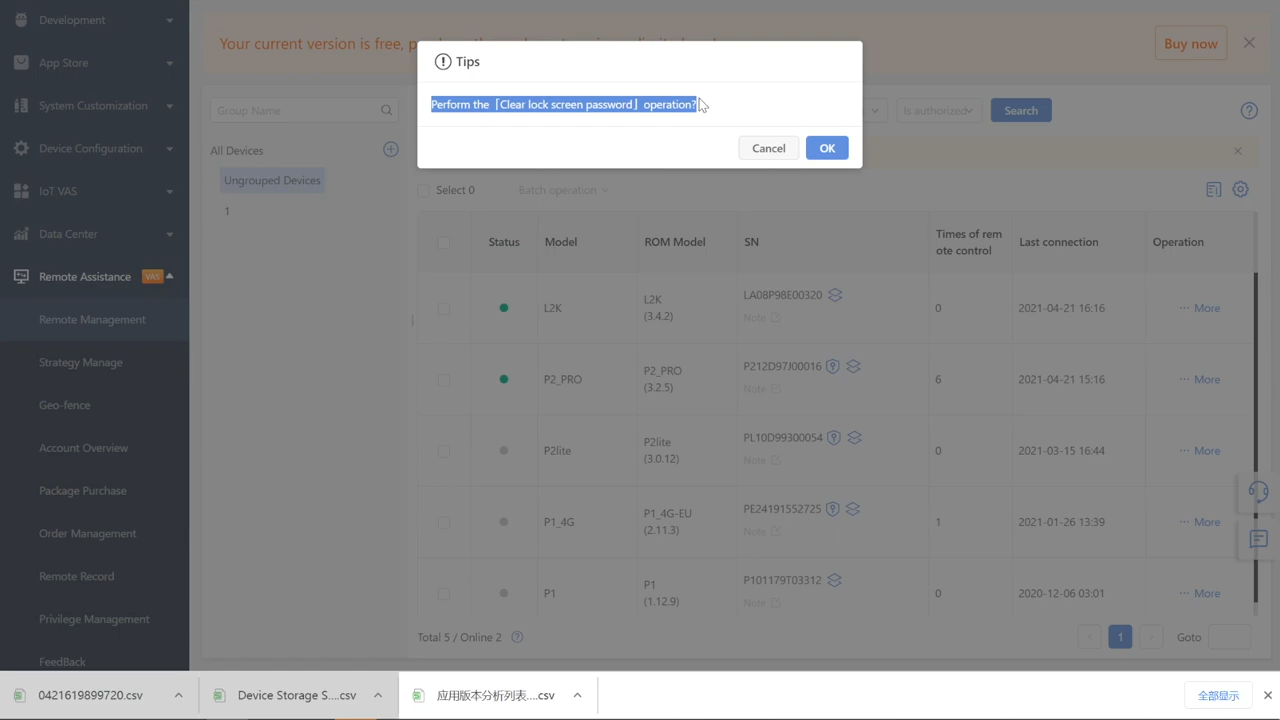 Development
App Store
System Customization
Device Configuration
IoT VAS
Data Center
Remote Assistance VAS
Remote Management
Strategy Manage
Geo-fence
Account Overview
Package Purchase
Order Management
Remote Record
Privilege Management
FeedBack
Your current version is free, p
Buy now
Group Name
All Devices
Ungrouped Devices
1
Tips
Perform the「Clear lock screen password」operation?
Cancel
OK
Is authorized
Search
Select 0
Batch operation
Status Model ROM Model SN Times of rem Last connection Operation
ote control
L2K L2K LA08P98E00320 0 2021-04-21 16:16 ··· More
(3.4.2) Note
P2_PRO P2_PRO P212D97J00016 6 2021-04-21 15:16 ··· More
(3.2.5) Note
P2lite P2lite PL10D99300054 0 2021-03-15 16:44 ··· More
(3.0.12) Note
P1_4G P1_4G-EU PE24191552725 1 2021-01-26 13:39 ··· More
(2.11.3) Note
P1 P1 P101179T03312 0 2020-12-06 03:01 ··· More
(1.12.9) Note
Total 5 / Online 2
< 1 > Goto
0421619899720.csv
Device Storage S....csv
应用版本分析列表....csv
全部显示